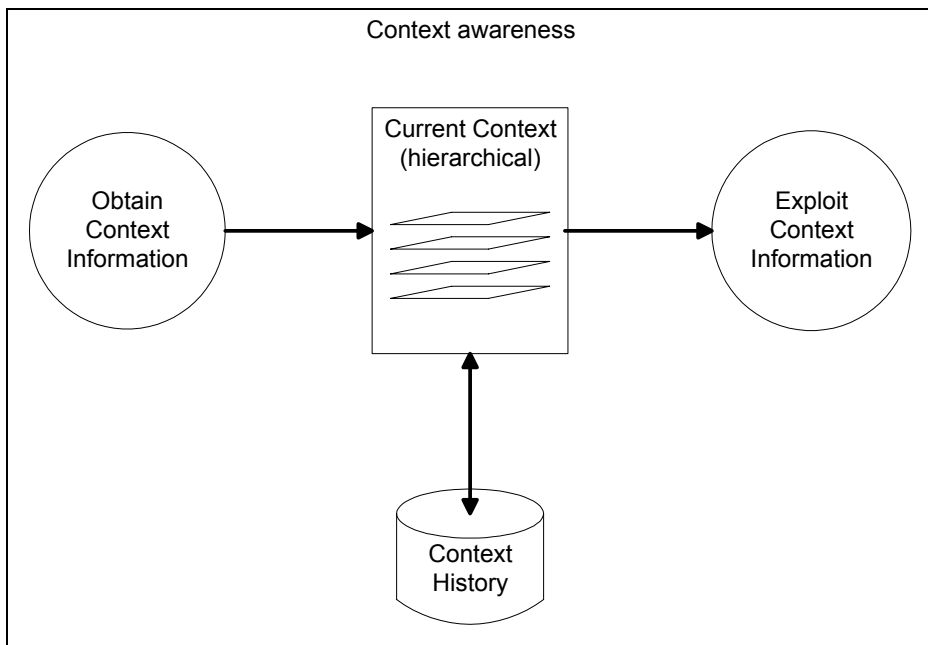 Context awareness
Current Context
(hierarchical)
Obtain
Context
Information
Exploit
Context
Information
Context
History